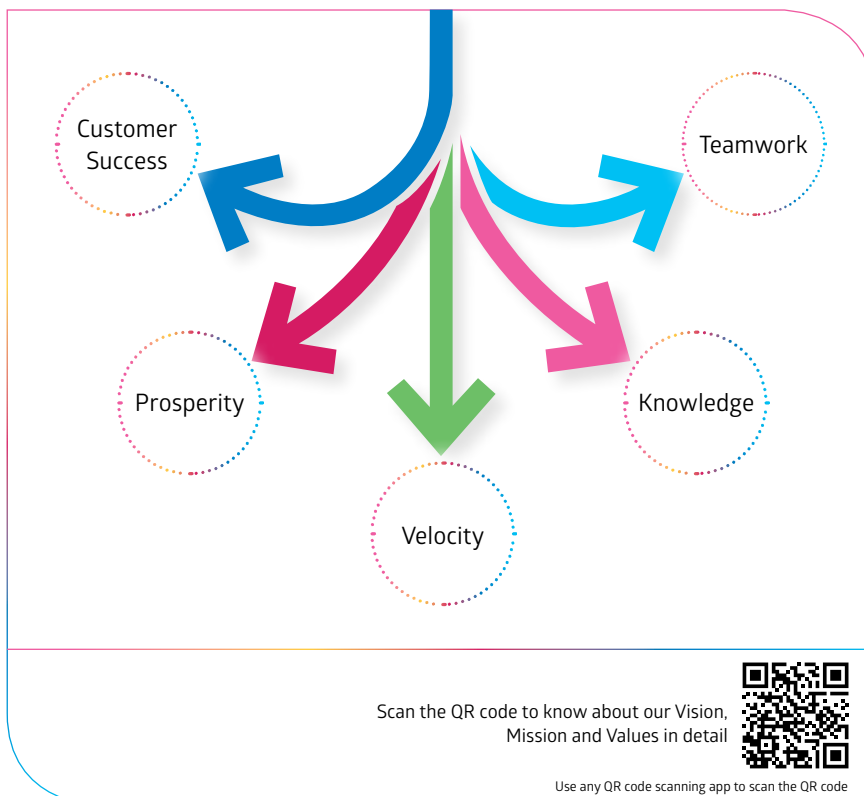 Customer
Success
Teamwork
Prosperity
Knowledge
Velocity
Scan the QR code to know about our Vision,
Mission and Values in detail
Use any QR code scanning app to scan the QR code